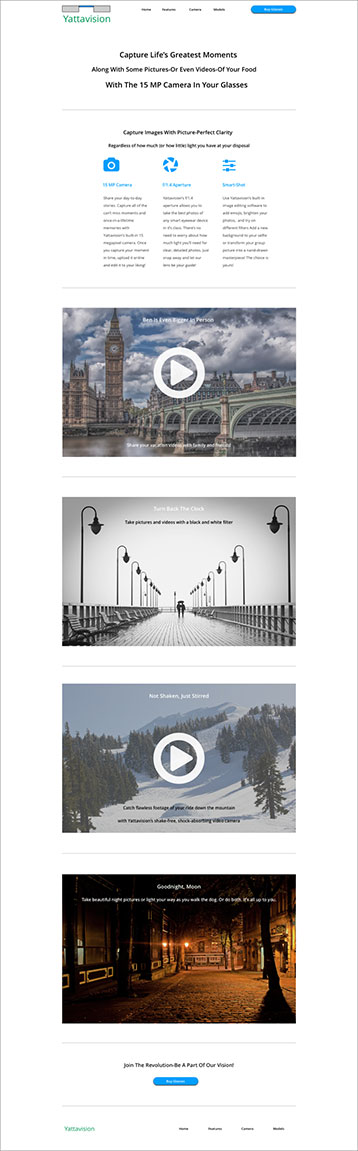 Yattavision
Home Features Camera Models Buy Glasses
Capture Life's Greatest Moments
Along With Some Pictures-Or Even Videos-Of Your Food
With The 15 MP Camera In Your Glasses
Capture Images With Picture-Perfect Clarity
Regardless of how much (or how little) light you have at your disposal
15 MP Camera
Share your day-to-day
stories. Capture all of the
can't-miss moments and
once-in-a-lifetime
memories with
Yattavision's built-in 15
megapixel camera. Once
you capture your moment
in time, upload it online
and edit it to your liking!
f/1.4 Aperture
Yattavision's f/1.4
aperture allows you to
take the best photos of
any smart eyewear device
in it's class. There's no
need to worry about how
much light you'll need for
clear, detailed photos. Just
snap away and let our
lens be your guide!
Smart-Shot
Use Yattavision's built-in
image editing software to
add emojis, brighten your
photos, and try on
different filters Add a new
background to your selfie
or transform your group
picture into a hand-drawn
masterpiece! The choice is
yours!
Ben Is Even Bigger In Person
Share your vacation videos with family and friends!
Turn Back The Clock
Take pictures and videos with a black and white filter
Not Shaken, Just Stirred
Catch flawless footage of your ride down the mountain
with Yattavision's shake-free, shock-absorbing video camera
Goodnight, Moon
Take beautiful night pictures or light your way as you walk the dog. Or do both. It's all up to you.
Join The Revolution-Be A Part Of Our Vision!
Buy Glasses
Yattavision Home Features Camera Models